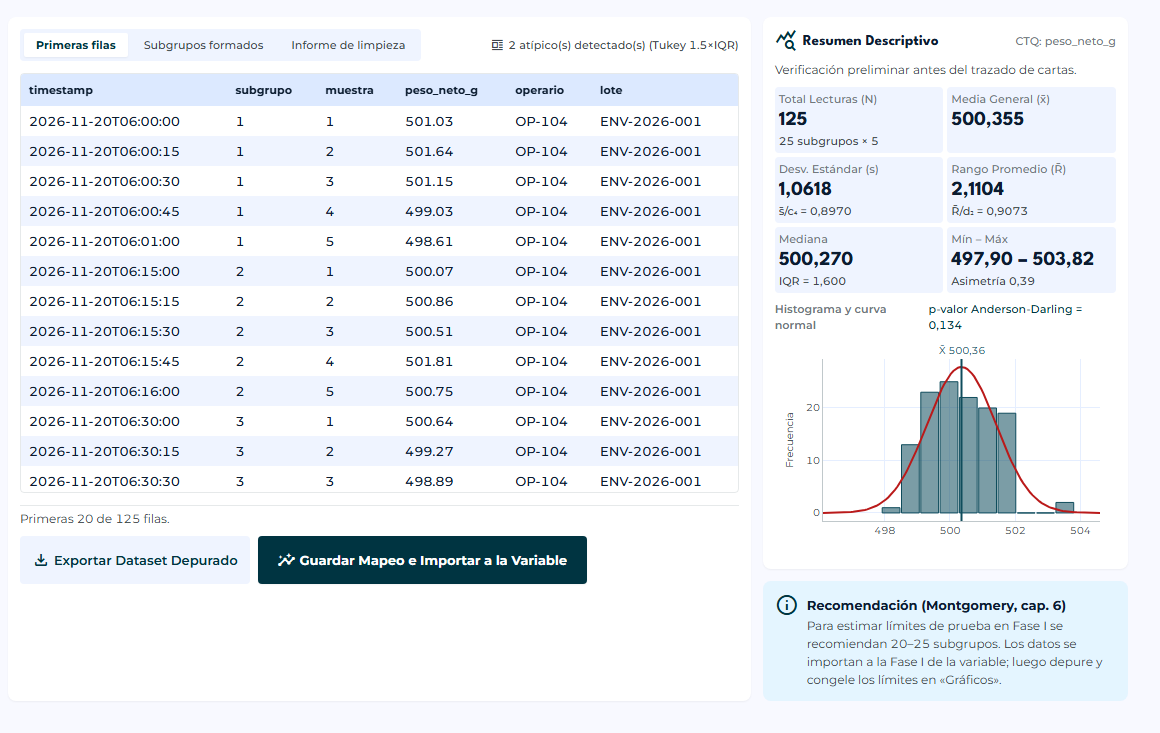 Primeras filas Subgrupos formados Informe de limpieza 2 atípico(s) detectado(s) (Tukey 1.5×IQR)
timestamp subgrupo muestra peso_neto_g operario lote
2026-11-20T06:00:00 1 1 501.03 OP-104 ENV-2026-001
2026-11-20T06:00:15 1 2 501.64 OP-104 ENV-2026-001
2026-11-20T06:00:30 1 3 501.15 OP-104 ENV-2026-001
2026-11-20T06:00:45 1 4 499.03 OP-104 ENV-2026-001
2026-11-20T06:01:00 1 5 498.61 OP-104 ENV-2026-001
2026-11-20T06:15:00 2 1 500.07 OP-104 ENV-2026-001
2026-11-20T06:15:15 2 2 500.86 OP-104 ENV-2026-001
2026-11-20T06:15:30 2 3 500.51 OP-104 ENV-2026-001
2026-11-20T06:15:45 2 4 501.81 OP-104 ENV-2026-001
2026-11-20T06:16:00 2 5 500.75 OP-104 ENV-2026-001
2026-11-20T06:30:00 3 1 500.64 OP-104 ENV-2026-001
2026-11-20T06:30:15 3 2 499.27 OP-104 ENV-2026-001
2026-11-20T06:30:30 3 3 498.89 OP-104 ENV-2026-001
Primeras 20 de 125 filas.
Exportar Dataset Depurado Guardar Mapeo e Importar a la Variable
Resumen Descriptivo CTQ: peso_neto_g
Verificación preliminar antes del trazado de cartas.
Total Lecturas (N) Media General (x̄)
125 500,355
25 subgrupos × 5
Desv. Estándar (s) Rango Promedio (R̄)
1,0618 2,1104
s̄/c₄ = 0,8970 R̄/d₂ = 0,9073
Mediana Mín – Máx
500,270 497,90 – 503,82
IQR = 1,600 Asimetría 0,39
Histograma y curva normal p-valor Anderson-Darling = 0,134
X̄ 500,36
Frecuencia
20
10
0
498 500 502 504
Recomendación (Montgomery, cap. 6)
Para estimar límites de prueba en Fase I se
recomiendan 20–25 subgrupos. Los datos se
importan a la Fase I de la variable; luego depure y
congele los límites en «Gráficos».